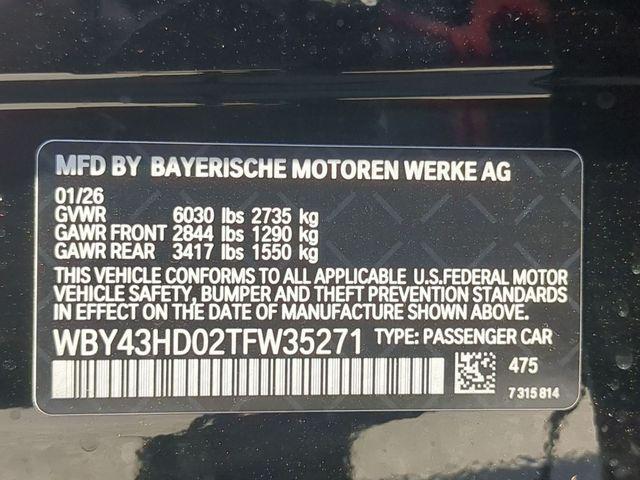 MFD BY BAYERISCHE MOTOREN WERKE AG
01/26
GVWR 6030 lbs 2735 kg
GAWR FRONT 2844 lbs 1290 kg
GAWR REAR 3417 lbs 1550 kg
THIS VEHICLE CONFORMS TO ALL APPLICABLE U.S.FEDERAL MOTOR
VEHICLE SAFETY, BUMPER AND THEFT PREVENTION STANDARDS
IN EFFECT ON THE DATE OF MANUFACTURE SHOWN ABOVE.
WBY43HD02TFW35271 TYPE: PASSENGER CAR
475
7 315 814